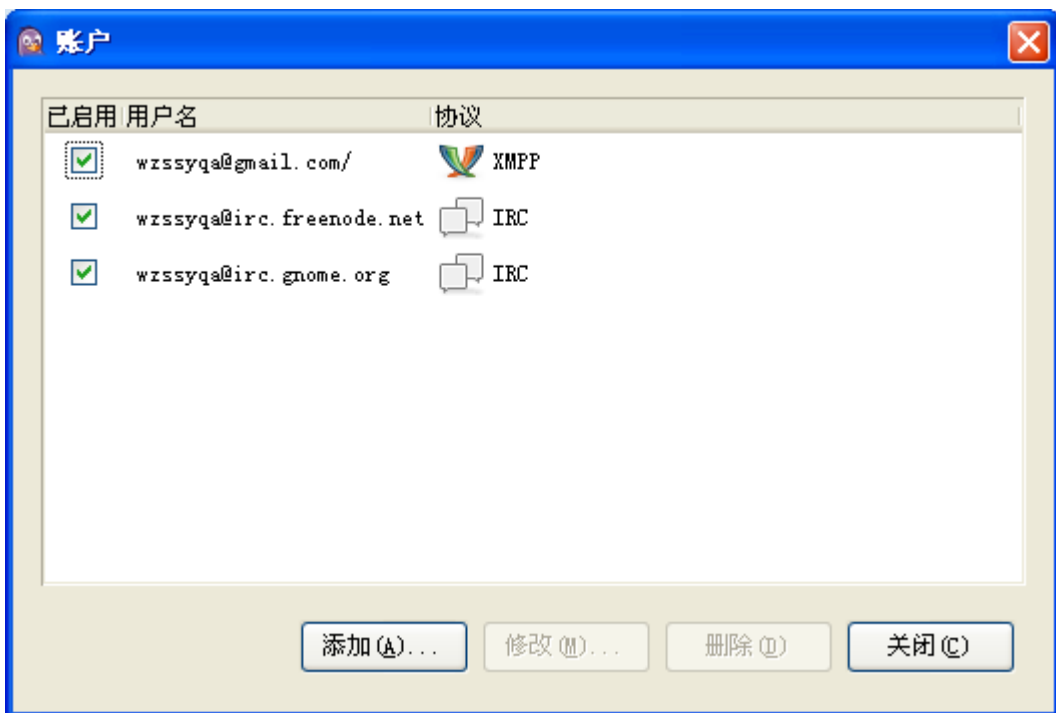 账户
已启用 用户名 协议
wzssyqa@gmail.com/ XMPP
wzssyqa@irc.freenode.net IRC
wzssyqa@irc.gnome.org IRC
添加(A)... 修改(M)... 删除(D) 关闭(C)